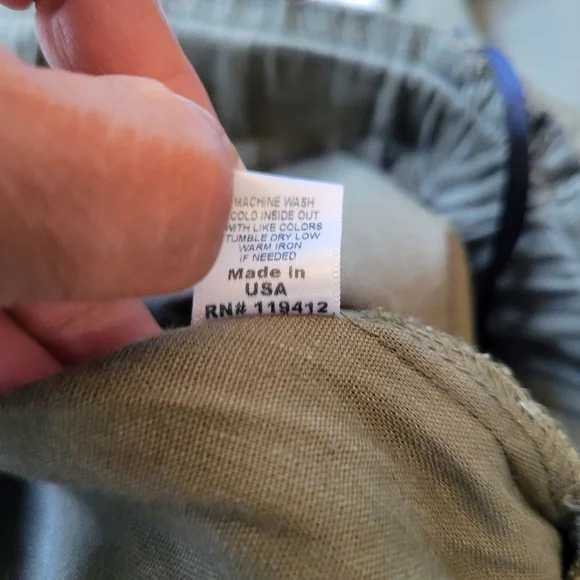 MACHINE WASH
COLD INSIDE OUT
WITH LIKE COLORS
TUMBLE DRY LOW
WARM IRON
IF NEEDED
Made in
USA
RN# 119412